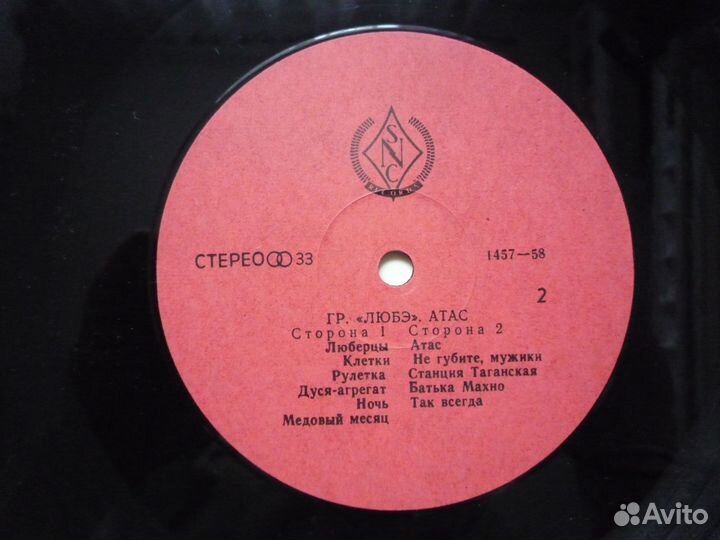 SNC
RECORDS
СТЕРЕО 33
1457—58
2
ГР. «ЛЮБЭ». АТАС
Сторона 1 Сторона 2
Люберцы Атас
Клетки Не губите, мужики
Рулетка Станция Таганская
Дуся-агрегат Батька Махно
Ночь Так всегда
Медовый месяц
Avito